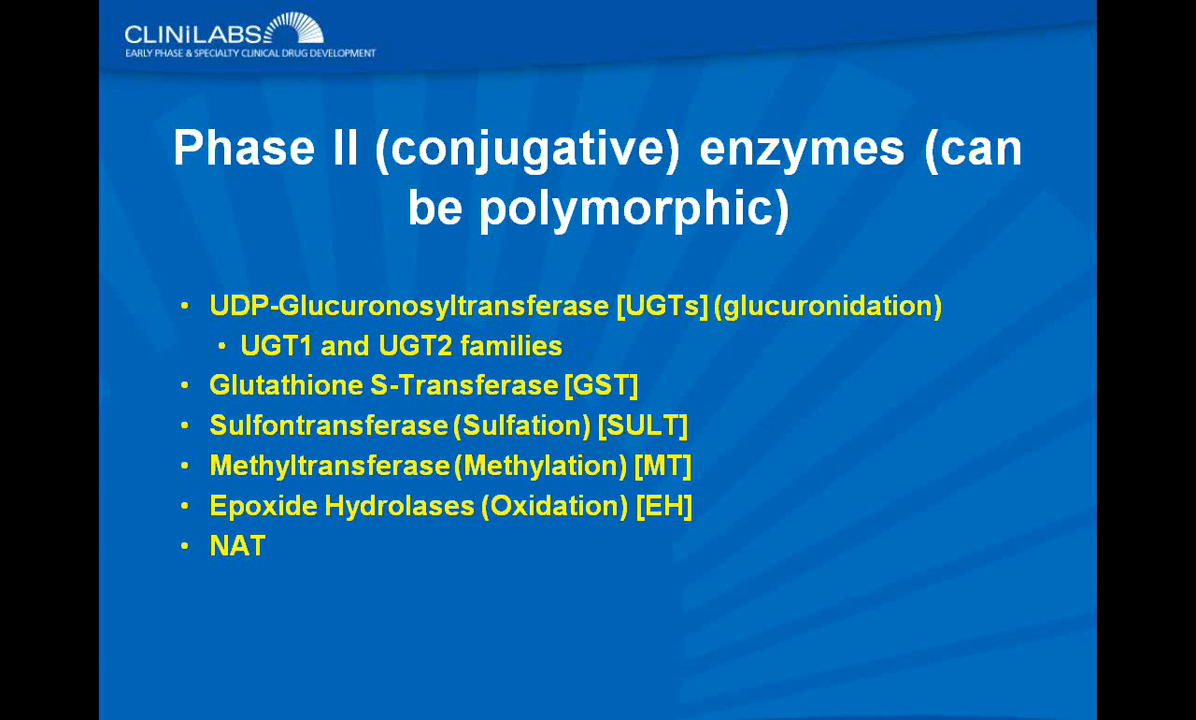 CLINiLABS
EARLY PHASE & SPECIALTY CLINICAL DRUG DEVELOPMENT
Phase II (conjugative) enzymes (can
be polymorphic)
• UDP-Glucuronosyltransferase [UGTs] (glucuronidation)
• UGT1 and UGT2 families
• Glutathione S-Transferase [GST]
• Sulfontransferase (Sulfation) [SULT]
• Methyltransferase (Methylation) [MT]
• Epoxide Hydrolases (Oxidation) [EH]
• NAT